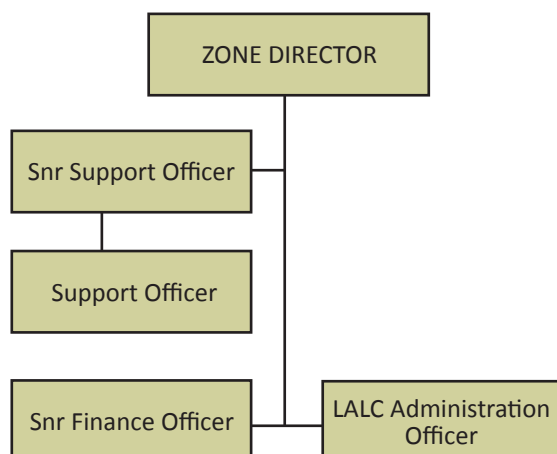 ZONE DIRECTOR
Snr Support Officer
Support Officer
Snr Finance Officer
LALC Administration
Officer